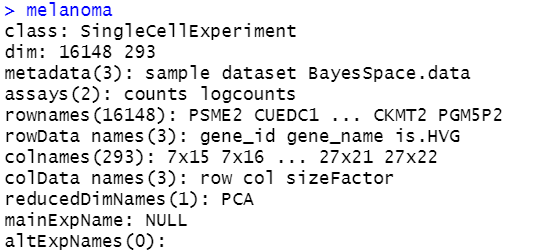 > melanoma
class: SingleCellExperiment
dim: 16148 293
metadata(3): sample dataset BayesSpace.data
assays(2): counts logcounts
rownames(16148): PSME2 CUEDC1 ... CKMT2 PGM5P2
rowData names(3): gene_id gene_name is.HVG
colnames(293): 7x15 7x16 ... 27x21 27x22
colData names(3): row col sizeFactor
reducedDimNames(1): PCA
mainExpName: NULL
altExpNames(0):